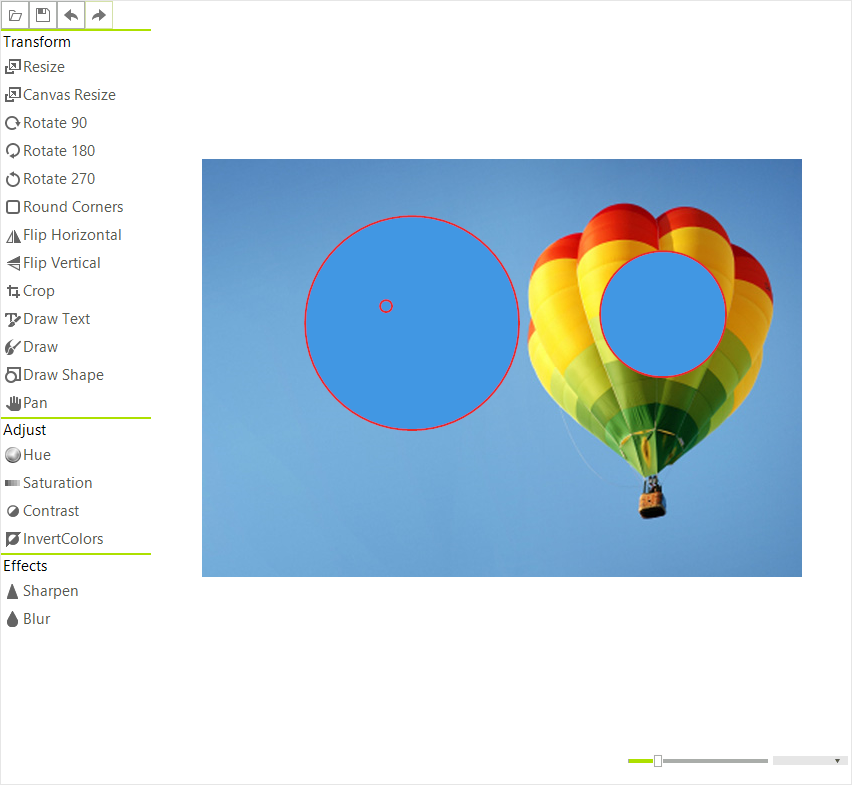 Transform
Resize
Canvas Resize
Rotate 90
Rotate 180
Rotate 270
Round Corners
Flip Horizontal
Flip Vertical
Crop
Draw Text
Draw
Draw Shape
Pan
Adjust
Hue
Saturation
Contrast
InvertColors
Effects
Sharpen
Blur